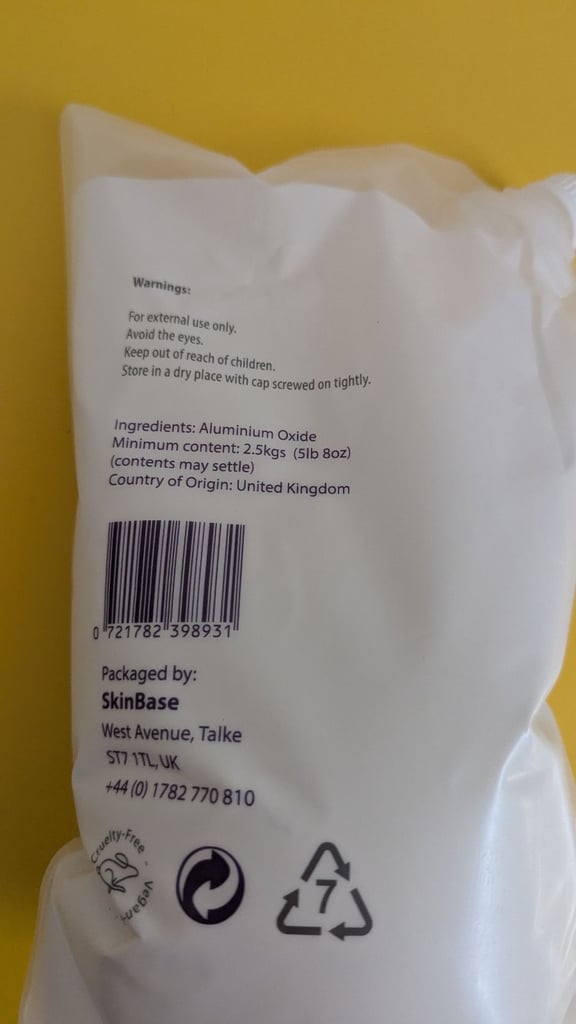 Warnings:
For external use only.
Avoid the eyes.
Keep out of reach of children.
Store in a dry place with cap screwed on tightly.
Ingredients: Aluminium Oxide
Minimum content: 2.5kgs (5lb 8oz)
(contents may settle)
Country of Origin: United Kingdom
0 721782 398931
Packaged by:
SkinBase
West Avenue, Talke
ST7 1TL, UK
+44 (0) 1782 770 810
Cruelty-Free - Vegan-
7